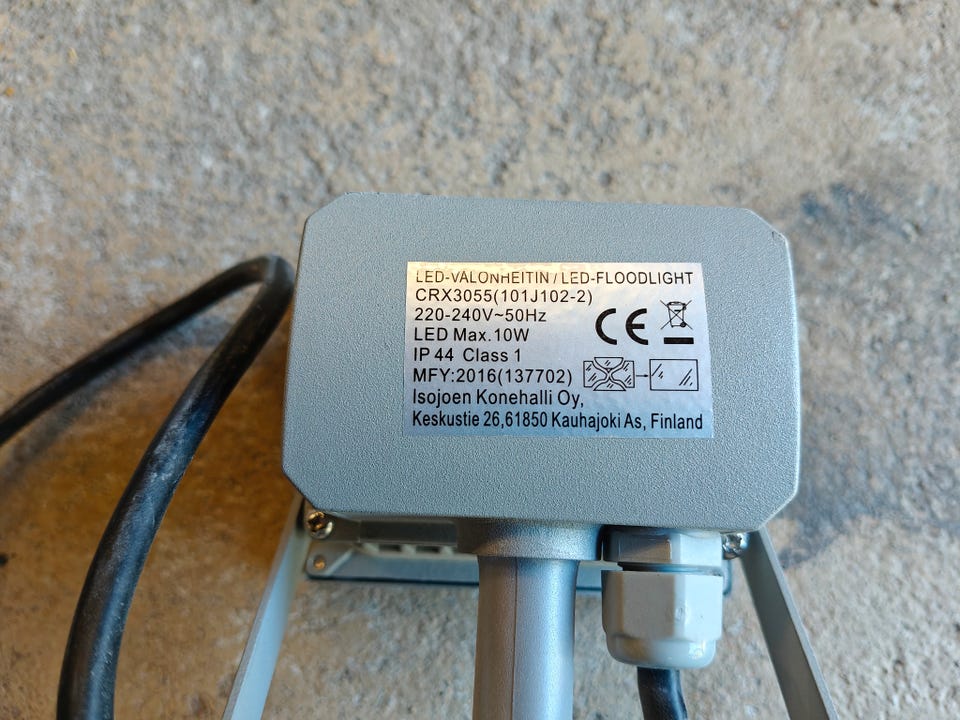 LED-VALONHEITIN / LED-FLOODLIGHT
CRX3055(101J102-2)
220-240V~50Hz
LED Max.10W
IP 44 Class 1
MFY:2016(137702)
Isojoen Konehalli Oy,
Keskustie 26,61850 Kauhajoki As, Finland
CE